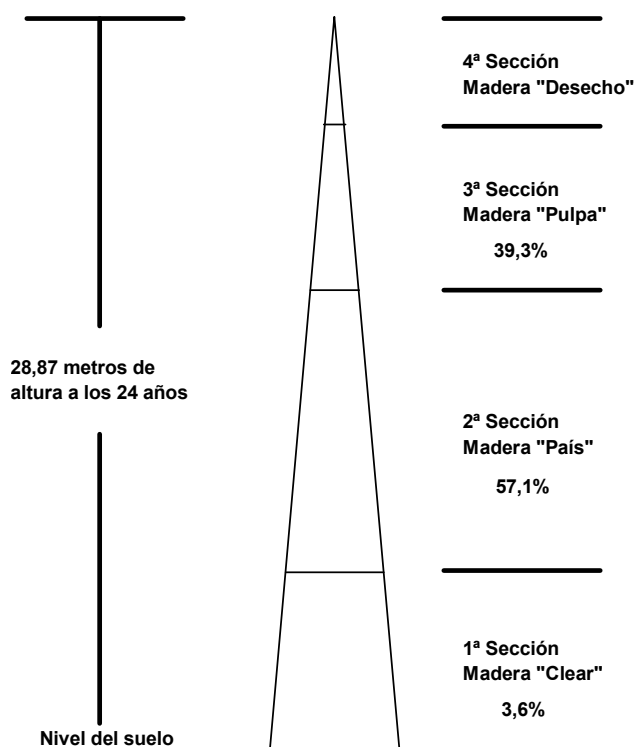 4ª Sección
Madera "Desecho"
3ª Sección
Madera "Pulpa"
39,3%
28,87 metros de
altura a los 24 años
2ª Sección
Madera "País"
57,1%
1ª Sección
Madera "Clear"
3,6%
Nivel del suelo